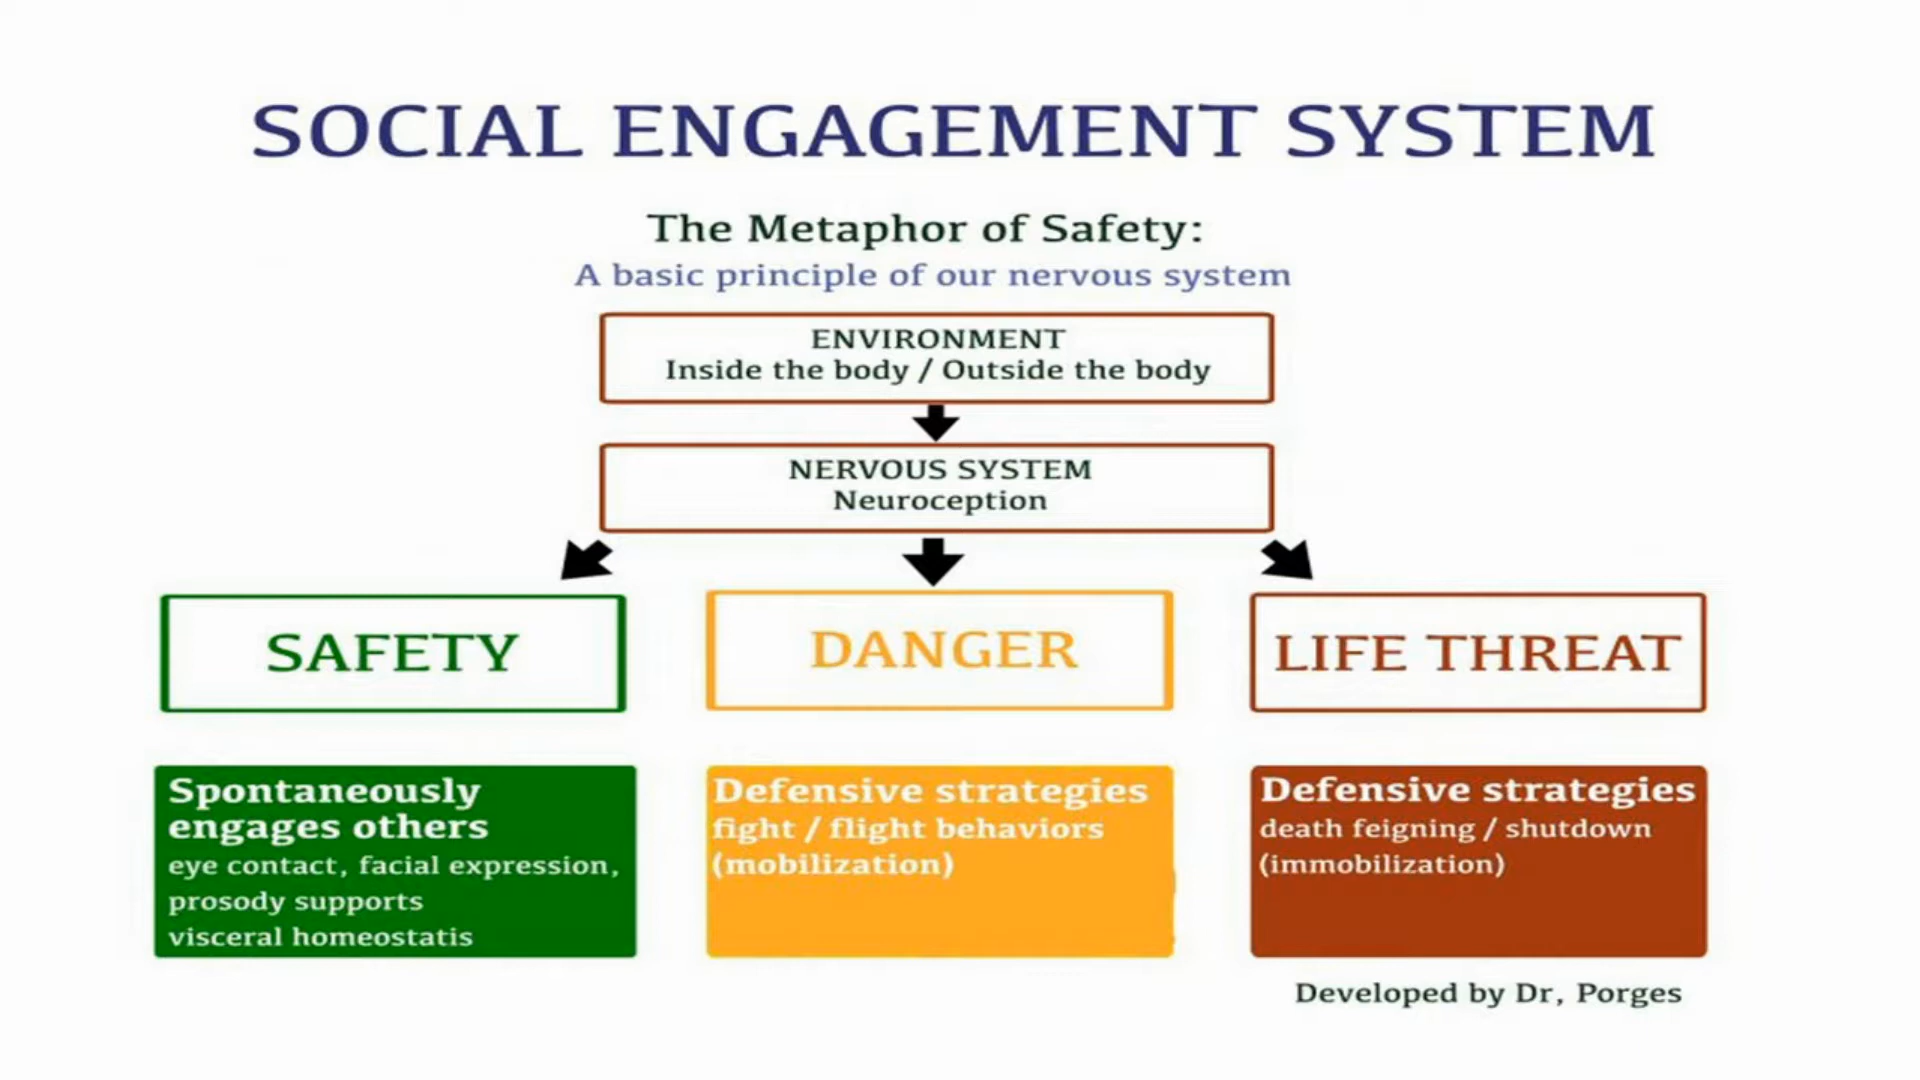 SOCIAL ENGAGEMENT SYSTEM
The Metaphor of Safety:
A basic principle of our nervous system
ENVIRONMENT
Inside the body / Outside the body
NERVOUS SYSTEM
Neuroception
SAFETY
DANGER
LIFE THREAT
Spontaneously
engages others
eye contact, facial expression,
prosody supports
visceral homeostatis
Defensive strategies
fight / flight behaviors
(mobilization)
Defensive strategies
death feigning / shutdown
(immobilization)
Developed by Dr, Porges